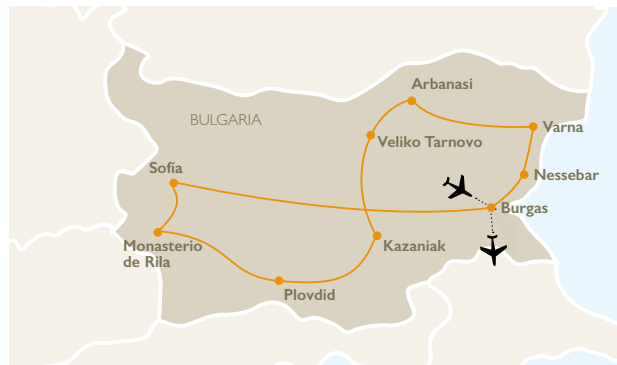 Arbanasi
BULGARIA
Varna
Veliko Tarnovo
Sofía
Nessebar
Burgas
Monasterio
de Rila
Kazaniak
Plovdid